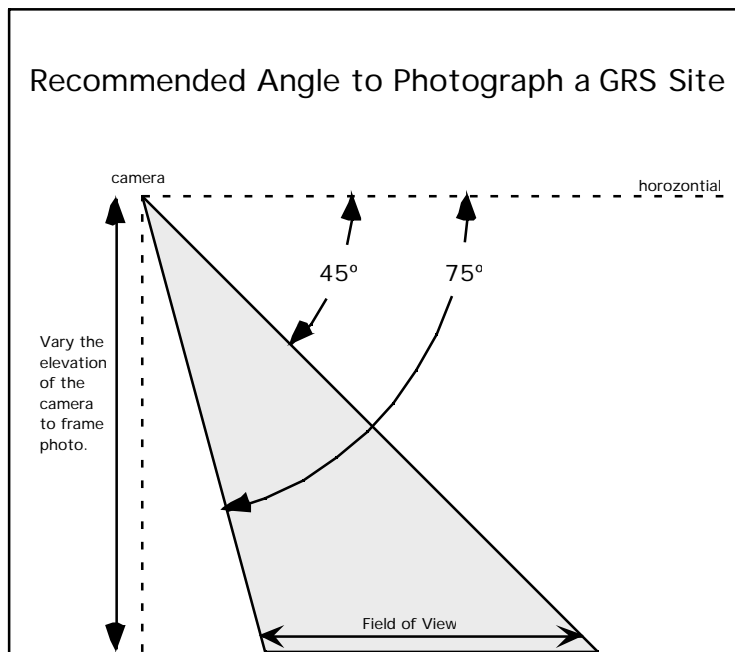 Recommended Angle to Photograph a GRS Site
camera
horozontial
45º
75º
Vary the
elevation
of the
camera
to frame
photo.
Field of View